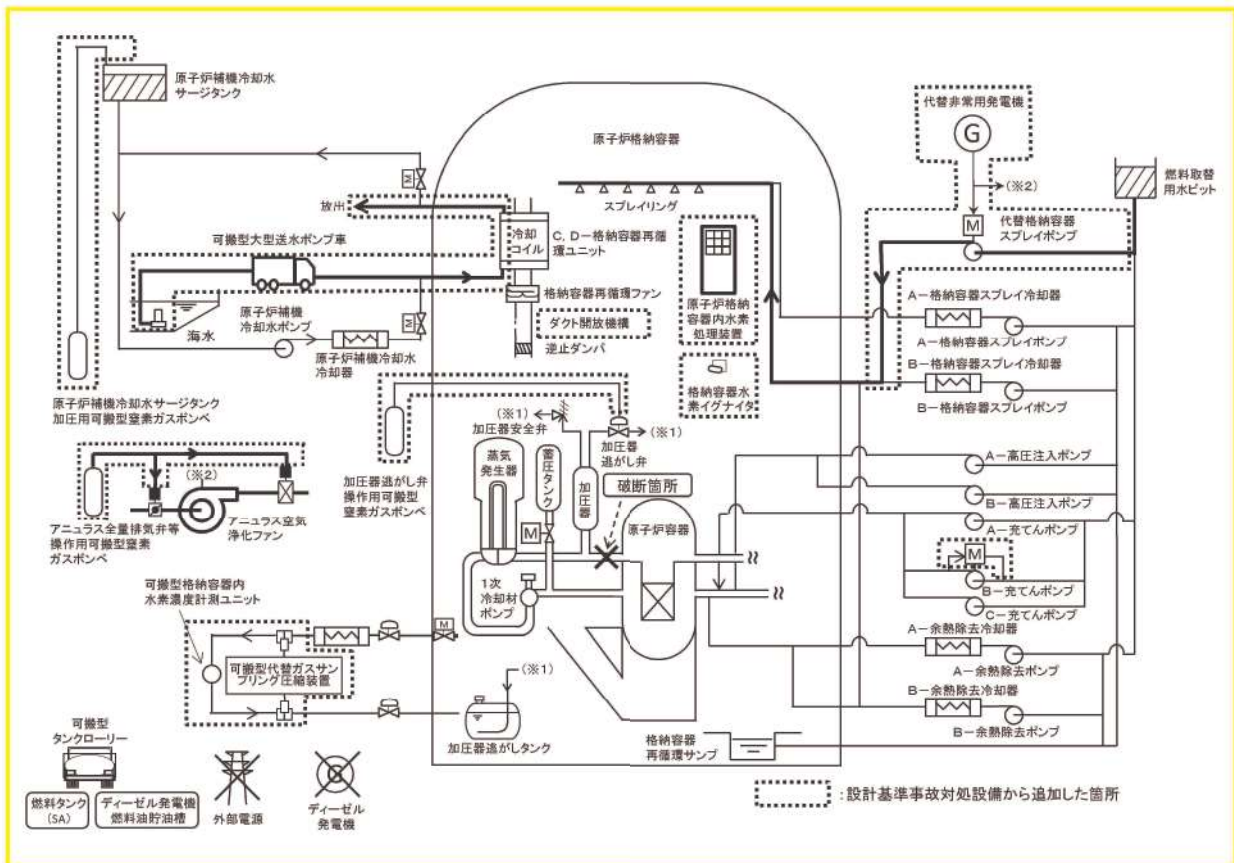 原子炉補機冷却水
サージタンク
原子炉格納容器
代替非常用発電機
G
(※2)
燃料取替
用水ピット
M
放出
スプレイリング
M
代替格納容器
スプレイポンプ
可搬型大型送水ポンプ車
冷却
コイル
C, D-格納容器再循
環ユニット
格納容器再循環ファン
原子炉格納
容器内水素
処理装置
A-格納容器スプレイ冷却器
A-格納容器スプレイポンプ
海水
原子炉補機
冷却水ポンプ
M
ダクト開放機構
逆止ダンパ
原子炉補機冷却水
冷却器
格納容器水
素イグナイタ
B-格納容器スプレイ冷却器
B-格納容器スプレイポンプ
原子炉補機冷却水サージタンク
加圧用可搬型窒素ガスボンベ
(※1)
加圧器安全弁
(※1)
加圧器
逃がし弁
加圧器逃がし弁
操作用可搬型
窒素ガスボンベ
蒸気
発生器
蓄圧タンク
加圧器
破断箇所
原子炉容器
M
A-高圧注入ポンプ
B-高圧注入ポンプ
A-充てんポンプ
M
B-充てんポンプ
C-充てんポンプ
(※2)
アニュラス空気
浄化ファン
アニュラス全量排気弁等
操作用可搬型窒素
ガスボンベ
1次
冷却材
ポンプ
可搬型格納容器内
水素濃度計測ユニット
M
可搬型代替ガスサン
プリング圧縮装置
A-余熱除去冷却器
A-余熱除去ポンプ
B-余熱除去冷却器
B-余熱除去ポンプ
(※1)
加圧器逃がしタンク
格納容器
再循環サンプ
可搬型
タンクローリー
燃料タンク
(SA)
ディーゼル発電機
燃料油貯油槽
外部電源
ディーゼル
発電機
:設計基準事故対処設備から追加した箇所